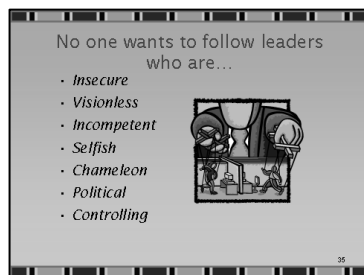 No one wants to follow leaders
who are…
• Insecure
• Visionless
• Incompetent
• Selfish
• Chameleon
• Political
• Controlling
35